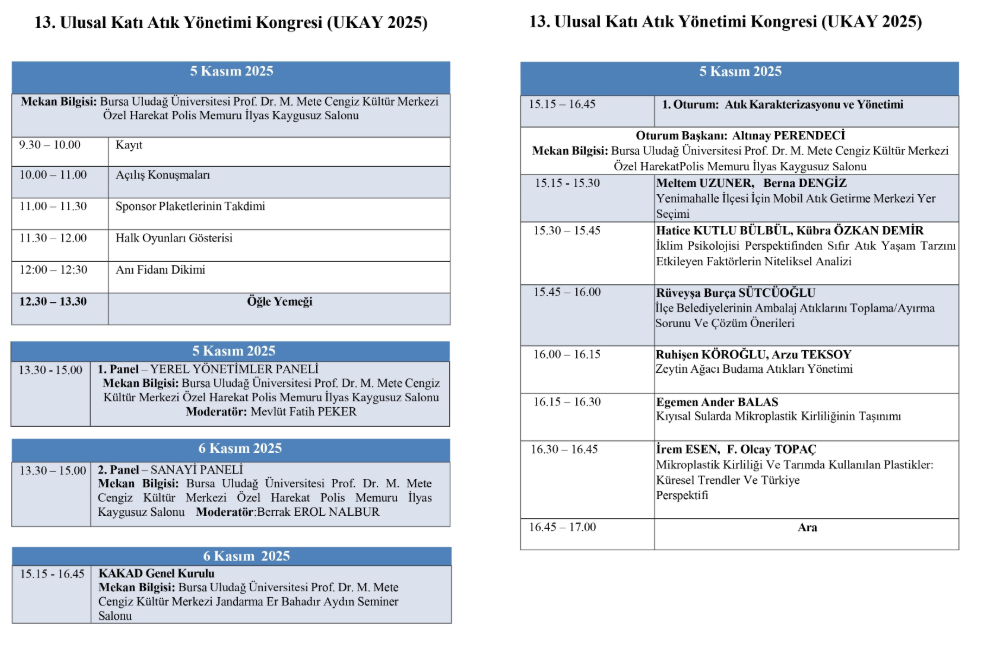 13. Ulusal Katı Atık Yönetimi Kongresi (UKAY 2025)
5 Kasım 2025
Mekan Bilgisi: Bursa Uludağ Üniversitesi Prof. Dr. M. Mete Cengiz Kültür Merkezi
Özel Harekat Polis Memuru İlyas Kaygusuz Salonu
9.30 – 10.00 Kayıt
10.00 – 11.00 Açılış Konuşmaları
11.00 – 11.30 Sponsor Plaketlerinin Takdimi
11.30 – 12.00 Halk Oyunları Gösterisi
12:00 – 12:30 Anı Fidanı Dikimi
12.30 – 13.30 Öğle Yemeği
5 Kasım 2025
13.30 - 15.00 1. Panel – YEREL YÖNETİMLER PANELİ
Mekan Bilgisi: Bursa Uludağ Üniversitesi Prof. Dr. M. Mete Cengiz
Kültür Merkezi Özel Harekat Polis Memuru İlyas Kaygusuz Salonu
Moderatör: Mevlüt Fatih PEKER
6 Kasım 2025
13.30 – 15.00 2. Panel – SANAYİ PANELİ
Mekan Bilgisi: Bursa Uludağ Üniversitesi Prof. Dr. M. Mete
Cengiz Kültür Merkezi Özel Harekat Polis Memuru İlyas
Kaygusuz Salonu Moderatör:Berrak EROL NALBUR
6 Kasım 2025
15.15 - 16.45 KAKAD Genel Kurulu
Mekan Bilgisi: Bursa Uludağ Üniversitesi Prof. Dr. M. Mete
Cengiz Kültür Merkezi Jandarma Er Bahadır Aydın Seminer
Salonu
13. Ulusal Katı Atık Yönetimi Kongresi (UKAY 2025)
5 Kasım 2025
15.15 – 16.45 1. Oturum: Atık Karakterizasyonu ve Yönetimi
Oturum Başkanı: Altınay PERENDECİ
Mekan Bilgisi: Bursa Uludağ Üniversitesi Prof. Dr. M. Mete Cengiz Kültür Merkezi
Özel HarekatPolis Memuru İlyas Kaygusuz Salonu
15.15 - 15.30 Meltem UZUNER, Berna DENGİZ
Yenimahalle İlçesi İçin Mobil Atık Getirme Merkezi Yer
Seçimi
15.30 – 15.45 Hatice KUTLU BÜLBÜL, Kübra ÖZKAN DEMİR
İklim Psikolojisi Perspektifinden Sıfır Atık Yaşam Tarzını
Etkileyen Faktörlerin Niteliksel Analizi
15.45 – 16.00 Rüveyşa Burça SÜTCÜOĞLU
İlçe Belediyelerinin Ambalaj Atıklarını Toplama/Ayırma
Sorunu Ve Çözüm Önerileri
16.00 – 16.15 Ruhişen KÖROĞLU, Arzu TEKSOY
Zeytin Ağacı Budama Atıkları Yönetimi
16.15 – 16.30 Egemen Ander BALAS
Kıyısal Sularda Mikroplastik Kirliliğinin Taşınımı
16.30 – 16.45 İrem ESEN, F. Olcay TOPAÇ
Mikroplastik Kirliliği Ve Tarımda Kullanılan Plastikler:
Küresel Trendler Ve Türkiye
Perspektifi
16.45 – 17.00 Ara